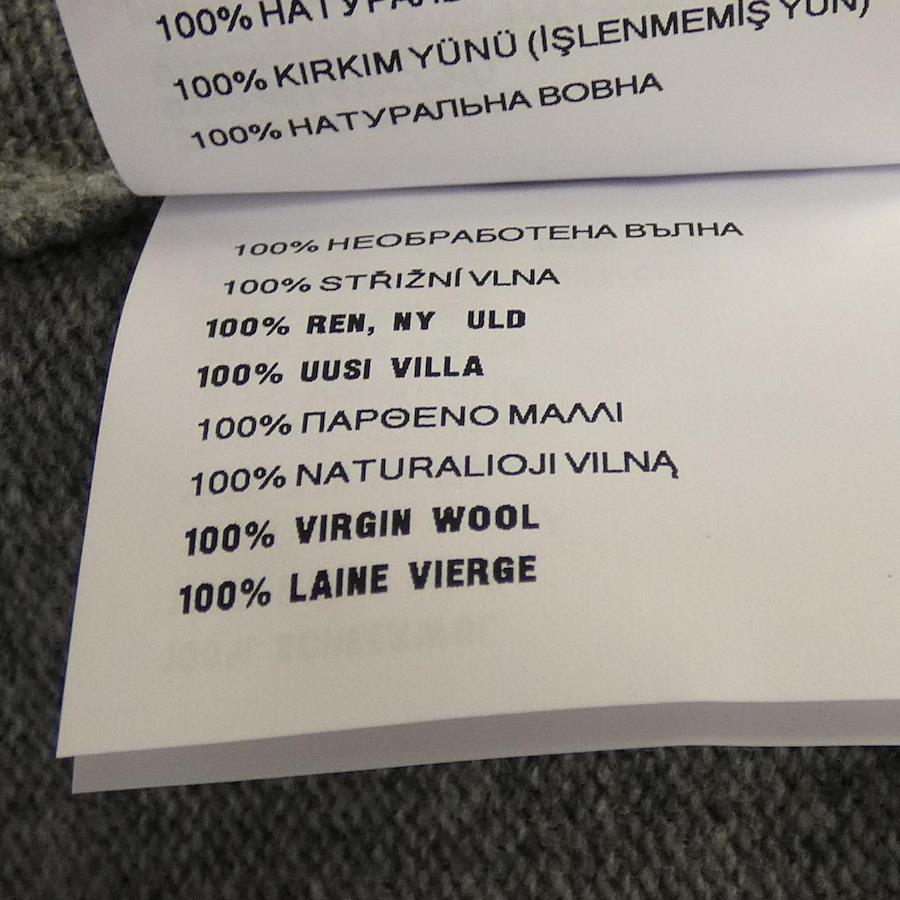 100%
100% KIRKIM YÜNÜ (İŞLENMEMİŞ YÜN)
100% НАТУРАЛЬНА ВОВНА
100% НЕОБРАБОТЕНА ВЪЛНА
100% STŘIŽNÍ VLNA
100% REN, NY ULD
100% UUSI VILLA
100% ΠΑΡΘΕΝΟ ΜΑΛΛΙ
100% NATURALIOJI VILNĄ
100% VIRGIN WOOL
100% LAINE VIERGE